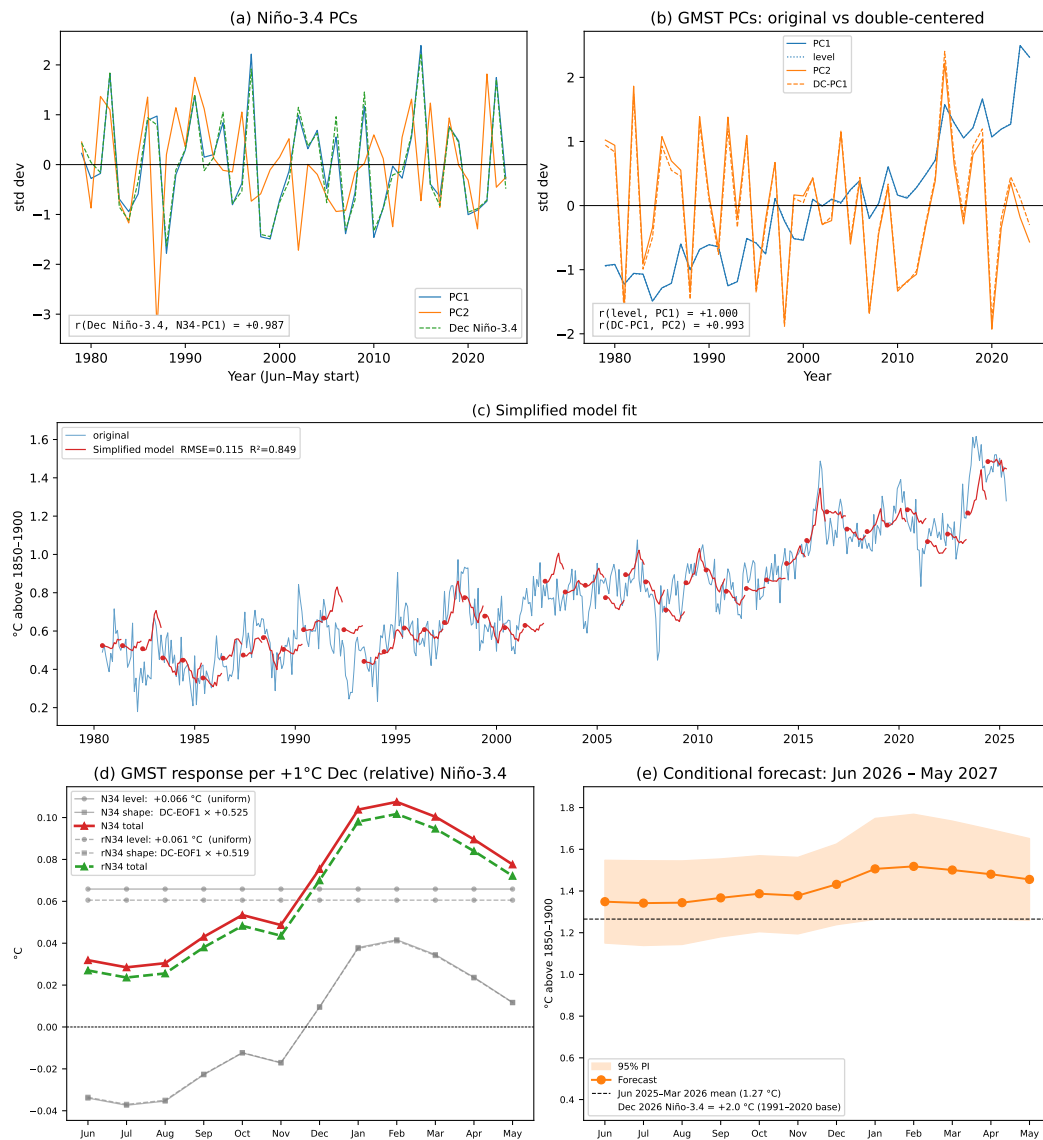 (a) Niño-3.4 PCs
std dev
2
1
0
−1
−2
−3
r(Dec Niño-3.4, N34-PC1) = +0.987
PC1
PC2
Dec Niño-3.4
1980
1990
2000
2010
2020
Year (Jun–May start)
(b) GMST PCs: original vs double-centered
std dev
2
1
0
−1
−2
PC1
level
PC2
DC-PC1
r(level, PC1) = +1.000
r(DC-PC1, PC2) = +0.993
1980
1990
2000
2010
2020
Year
(c) Simplified model fit
°C above 1850–1900
1.6
1.4
1.2
1.0
0.8
0.6
0.4
0.2
original
Simplified model RMSE=0.115 R²=0.849
1980
1985
1990
1995
2000
2005
2010
2015
2020
2025
(d) GMST response per +1°C Dec (relative) Niño-3.4
°C
0.10
0.08
0.06
0.04
0.02
0.00
−0.02
−0.04
N34 level: +0.066 °C (uniform)
N34 shape: DC-EOF1 × +0.525
N34 total
rN34 level: +0.061 °C (uniform)
rN34 shape: DC-EOF1 × +0.519
rN34 total
Jun
Jul
Aug
Sep
Oct
Nov
Dec
Jan
Feb
Mar
Apr
May
(e) Conditional forecast: Jun 2026 – May 2027
°C above 1850–1900
1.8
1.6
1.4
1.2
1.0
0.8
0.6
0.4
95% PI
Forecast
Jun 2025–Mar 2026 mean (1.27 °C)
Dec 2026 Niño-3.4 = +2.0 °C (1991–2020 base)
Jun
Jul
Aug
Sep
Oct
Nov
Dec
Jan
Feb
Mar
Apr
May